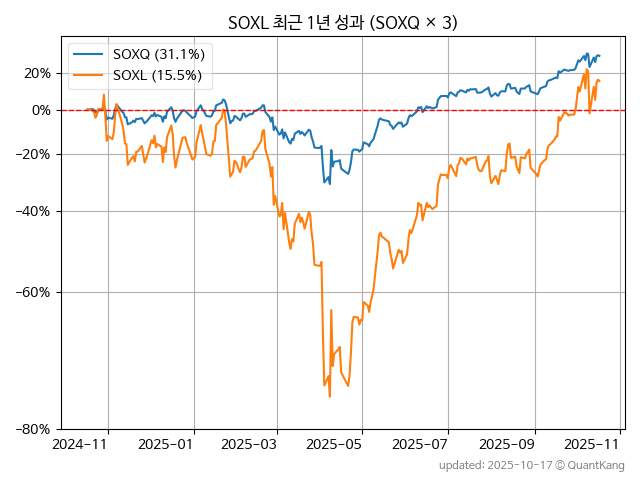 SOXL 최근 1년 성과 (SOXQ × 3)
SOXQ (31.1%)
SOXL (15.5%)
20%
0%
−20%
−40%
−60%
−80%
2024-11 2025-01 2025-03 2025-05 2025-07 2025-09 2025-11
updated: 2025-10-17 © QuantKang